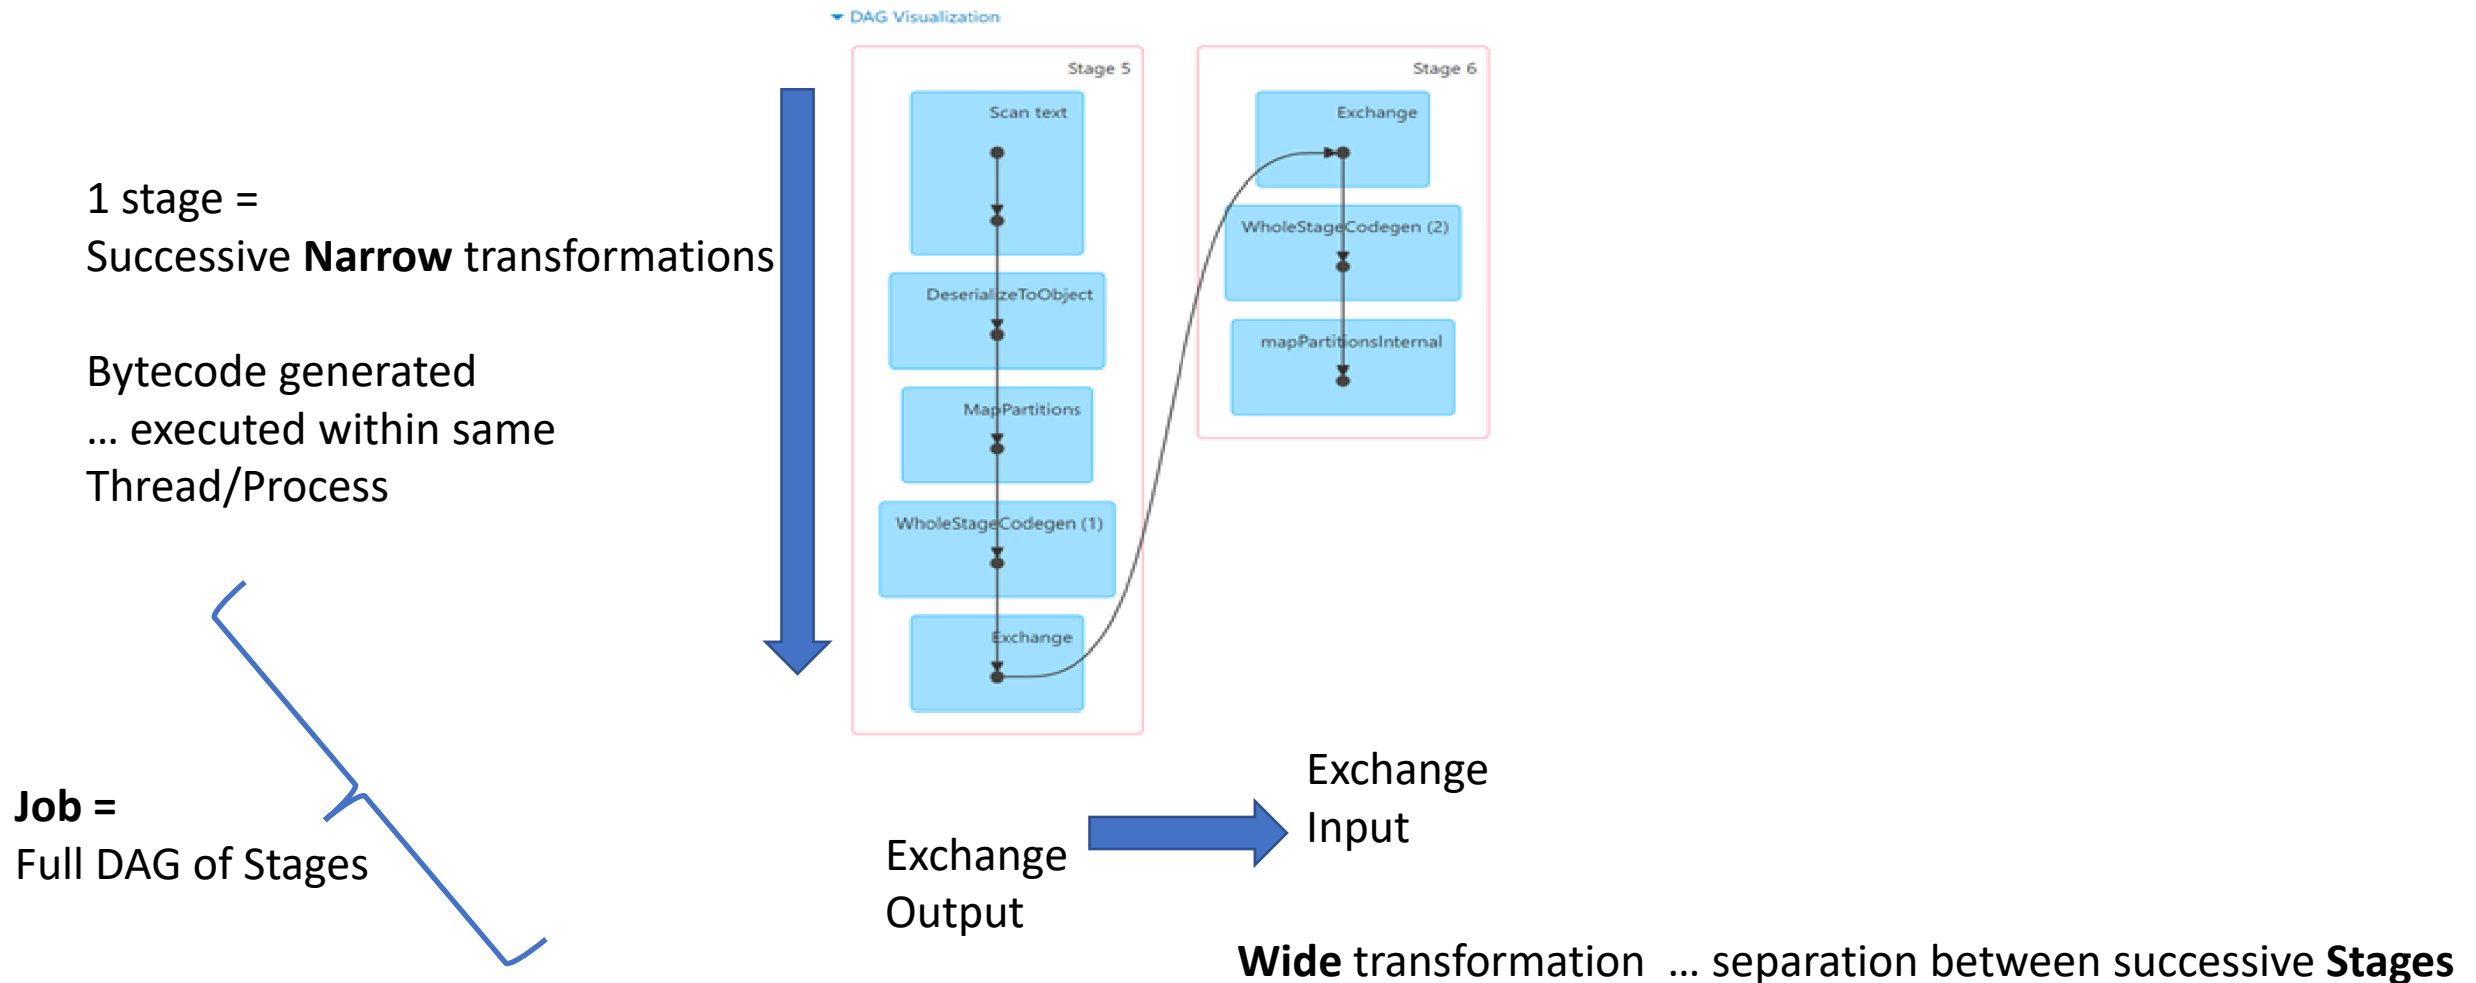 DAG Visualization
Stage 5
Scan text
DeserializeToObject
MapPartitions
WholeStageCodegen (1)
Exchange
Stage 6
Exchange
WholeStageCodegen (2)
mapPartitionsInternal
1 stage =
Successive Narrow transformations
Bytecode generated
... executed within same
Thread/Process
Job =
Full DAG of Stages
Exchange
Output
Exchange
Input
Wide transformation ... separation between successive Stages